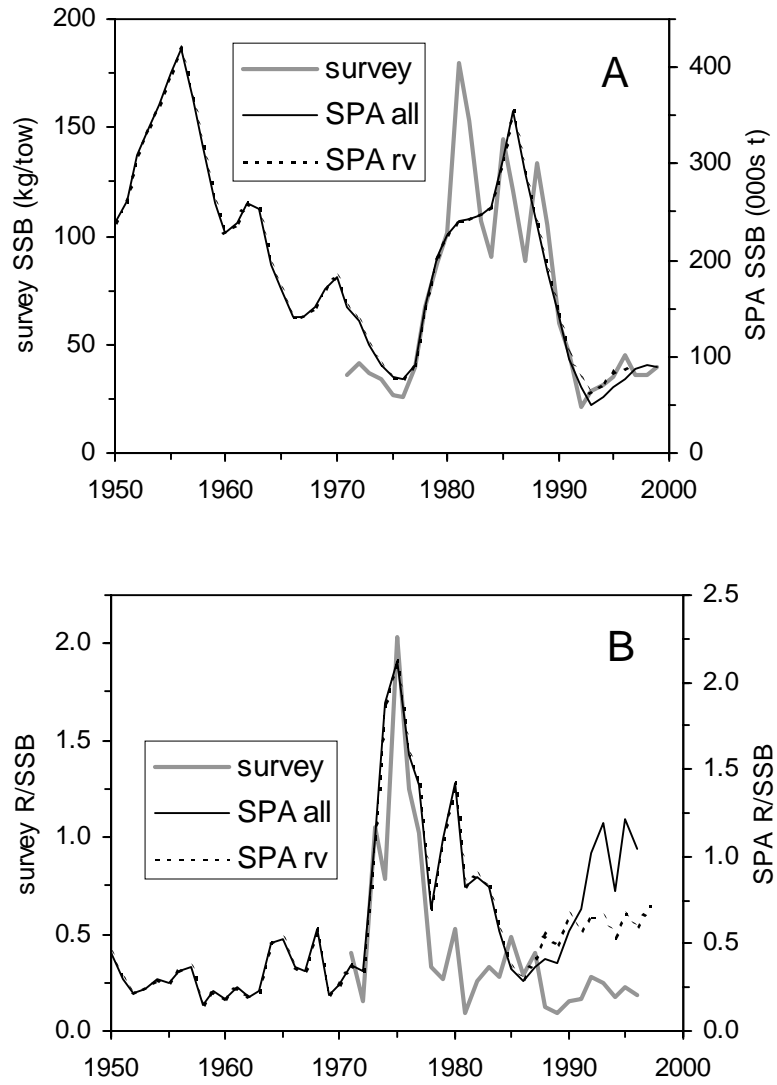 A
survey
SPA all
SPA rv
survey SSB (kg/tow)
200
150
100
50
0
SPA SSB (000s t)
400
300
200
100
0
1950 1960 1970 1980 1990 2000
B
survey
SPA all
SPA rv
survey R/SSB
2.0
1.5
1.0
0.5
0.0
SPA R/SSB
2.5
2.0
1.5
1.0
0.5
0.0
1950 1960 1970 1980 1990 2000